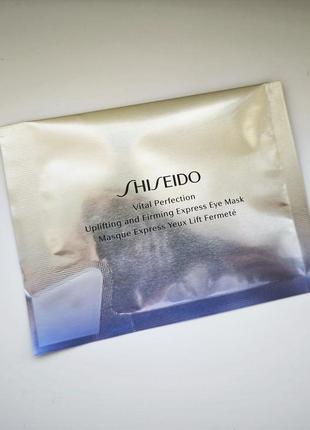 SHISEIDO
Vital Perfection
Uplifting and Firming Express Eye Mask
Masque Express Yeux Lift Fermeté